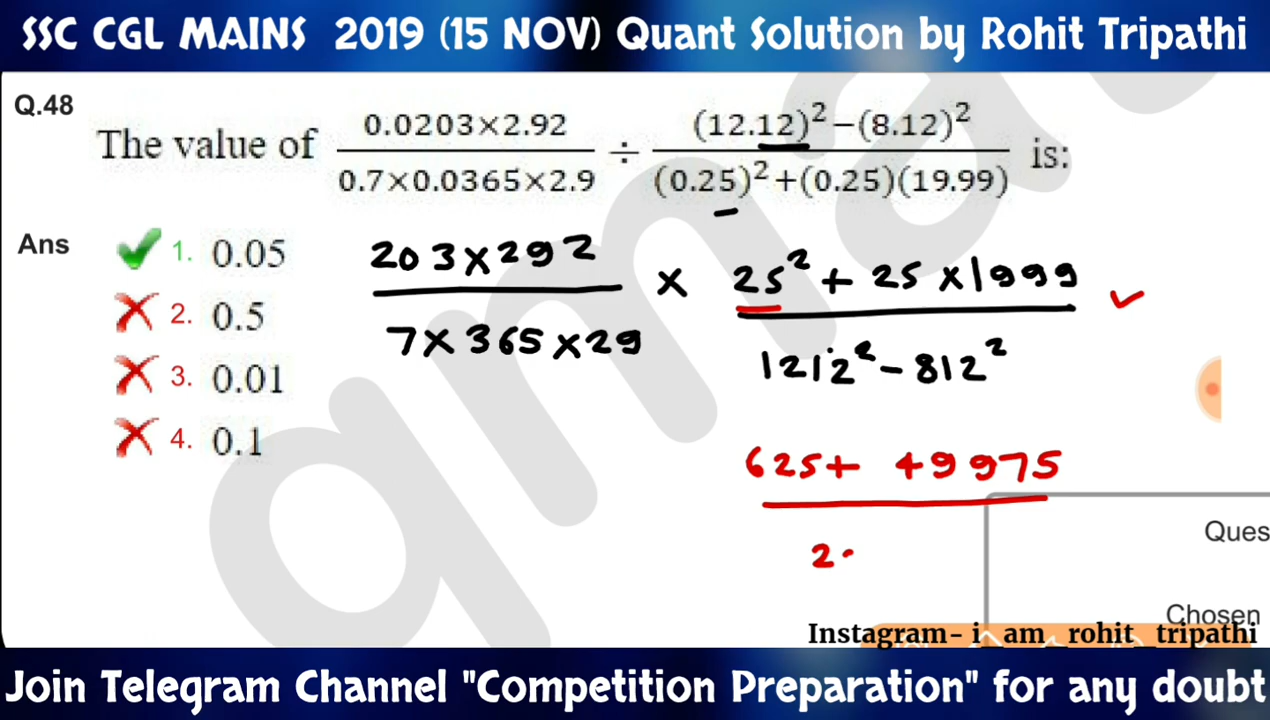 SSC CGL MAINS 2019 (15 NOV) Quant Solution by Rohit Tripathi
Q.48
The value of (0.0203×2.92)/(0.7×0.0365×2.9) ÷ ((12.12)²−(8.12)²)/((0.25)²+(0.25)(19.99)) is:
Ans
1. 0.05
2. 0.5
3. 0.01
4. 0.1
203×292
7×365×29
×
25²+25×1999
1212²-812²
625+ 49975
2·
Ques
Chosen
Instagram- i_am_rohit_tripathi
Join Telegram Channel "Competition Preparation" for any doubt